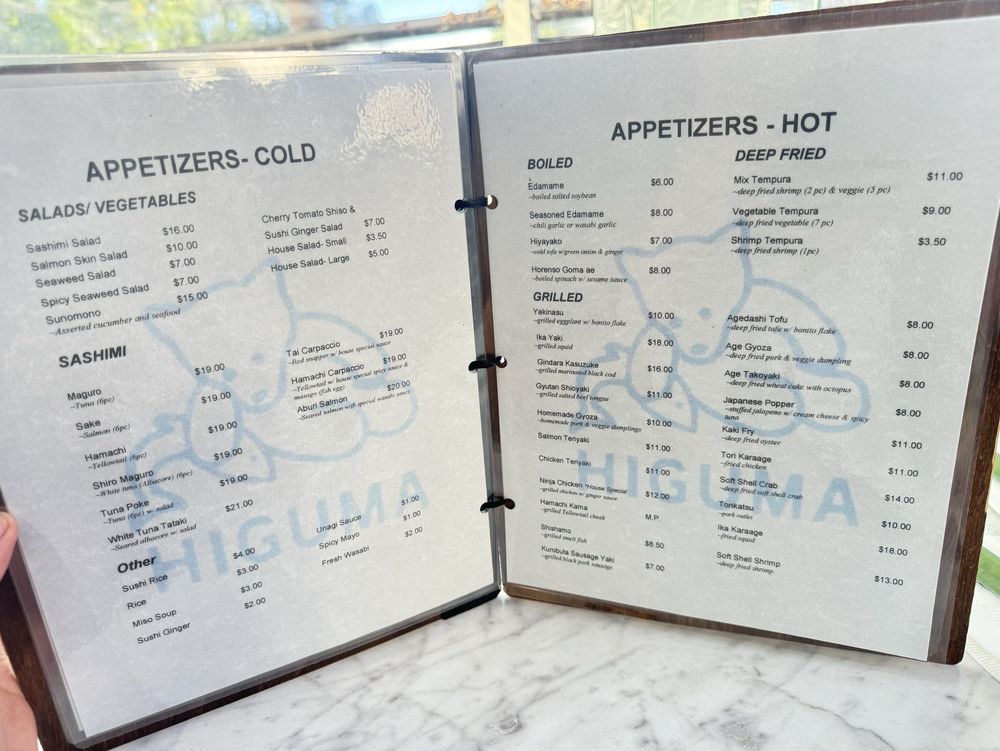 APPETIZERS- COLD
SALADS/ VEGETABLES
Sashimi Salad $16.00
Salmon Skin Salad $10.00
Seaweed Salad $7.00
Spicy Seaweed Salad $7.00
Sunomono $15.00
~Asserted cucumber and seafood
Cherry Tomato Shiso &
Sushi Ginger Salad $7.00
House Salad- Small $3.50
House Salad- Large $5.00
SASHIMI
Maguro $19.00
~Tuna (6pc)
Sake $19.00
~Salmon (6pc)
Hamachi $19.00
~Yellowtail (6pc)
Shiro Maguro $19.00
~White tuna (Albacore) (6pc)
Tuna Poke $19.00
~Tuna (6pc) w/ salad
White Tuna Tataki $21.00
~Seared albacore w/ salad
Tai Carpaccio $19.00
~Red snapper w/ house special sauce
Hamachi Carpaccio $19.00
~Yellowtail w/ house special spicy sauce &
masago (fish egg)
Aburi Salmon $20.00
~Seared salmon with special wasabi sauce
Other
Sushi Rice $4.00
Rice $3.00
Miso Soup $3.00
Sushi Ginger $2.00
Unagi Sauce $1.00
Spicy Mayo $1.00
Fresh Wasabi $2.00
HIGUMA
APPETIZERS - HOT
BOILED
Edamame $6.00
~boiled salted soybean
Seasoned Edamame $8.00
~chili garlic or wasabi garlic
Hiyayako $7.00
~cold tofu w/green onion & ginger
Horenso Goma ae $8.00
~boiled spinach w/ sesame sauce
GRILLED
Yakinasu $10.00
~grilled eggplant w/ bonito flake
Ika Yaki $18.00
~grilled squid
Gindara Kasuzuke $16.00
~grilled marinated black cod
Gyutan Shioyaki $11.00
~grilled salted beef tongue
Homemade Gyoza $10.00
~homemade pork & veggie dumplings
Salmon Teriyaki $11.00
Chicken Teriyaki $11.00
Ninja Chicken *House Special $12.00
~grilled chicken w/ ginger sauce
Hamachi Kama M.P.
~grilled Yellowtail cheek
Shishamo $8.50
~grilled smelt fish
Kurobuta Sausage Yaki $7.00
~grilled black pork sausage
DEEP FRIED
Mix Tempura $11.00
~deep fried shrimp (2 pc) & veggie (5 pc)
Vegetable Tempura $9.00
~deep fried vegetable (7 pc)
Shrimp Tempura $3.50
~deep fried shrimp (1pc)
Agedashi Tofu $8.00
~deep fried tofu w/ bonito flake
Age Gyoza $8.00
~deep fried pork & veggie dumpling
Age Takoyaki $8.00
~deep fried wheat cake with octopus
Japanese Popper $8.00
~stuffed jalapeno w/ cream cheese & spicy
tuna
Kaki Fry $11.00
~deep fried oyster
Tori Karaage $11.00
~fried chicken
Soft Shell Crab $14.00
~deep fried soft shell crab
Tonkatsu $10.00
~pork cutlet
Ika Karaage $18.00
~fried squid
Soft Shell Shrimp $13.00
~deep fried shrimp
HIGUMA